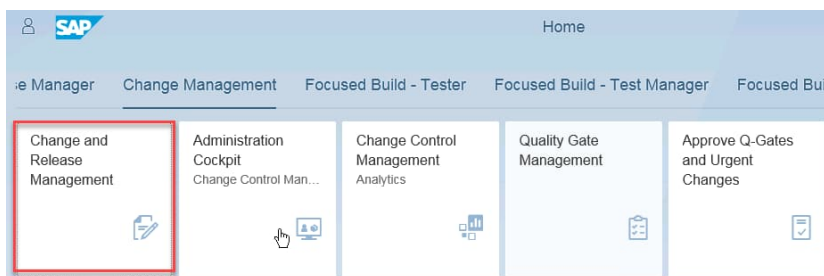 SAP
Home
se Manager Change Management Focused Build - Tester Focused Build - Test Manager Focused Bui
Change and Administration Change Control Quality Gate Approve Q-Gates
Release Cockpit Management Management and Urgent
Management Change Control Man... Analytics Changes